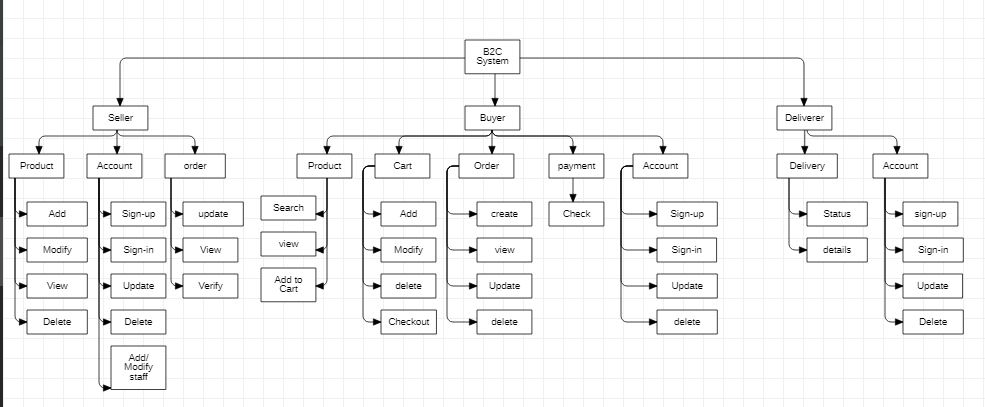 B2C
System
Seller
Buyer
Deliverer
Product
Account
order
Product
Cart
Order
payment
Account
Delivery
Account
Add
Sign-up
update
Search
Add
create
Check
Sign-up
Status
sign-up
Modify
Sign-in
View
view
Modify
view
Sign-in
details
Sign-in
View
Update
Verify
Add to
Cart
delete
Update
Update
Update
Delete
Delete
Checkout
delete
delete
Delete
Add/
Modify
staff